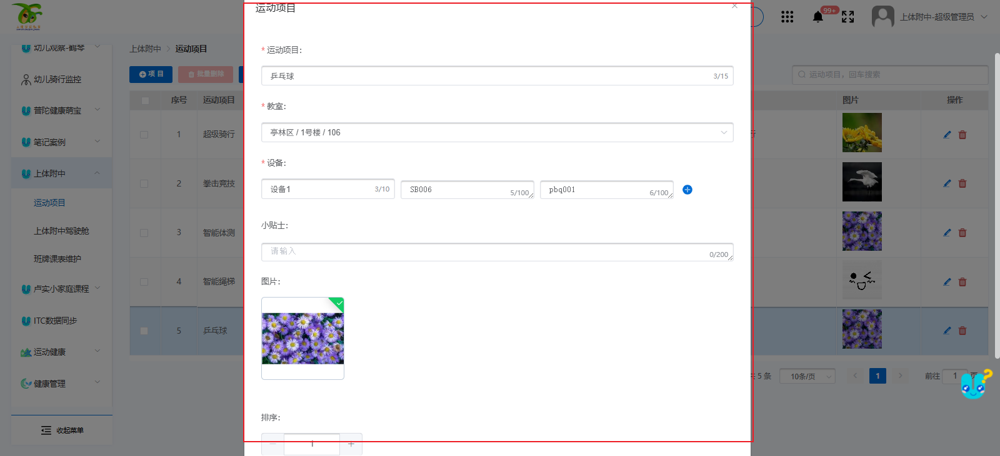 运动项目
99+
上体附中-超级管理员
幼儿观察-鹤琴
幼儿骑行监控
普陀健康萌宝
笔记案例
上体附中
运动项目
上体附中驾驶舱
班牌课表维护
卢实小家庭课程
ITC数据同步
运动健康
健康管理
收起菜单
上体附中 > 运动项目
项 目
批量删除
运动项目，回车搜索
序号 运动项目 图片 操作
1 超级骑行 行
2 拳击竞技
3 智能体测
4 智能绳梯
5 乒乓球
* 运动项目:
乒乓球 3/15
* 教室:
亭林区 / 1号楼 / 106
* 设备:
设备1 3/10 SB006 5/100 pbq001 6/100
小贴士:
请输入 0/200
图片:
排序:
1
共 5 条 10条/页 1 前往 1 页